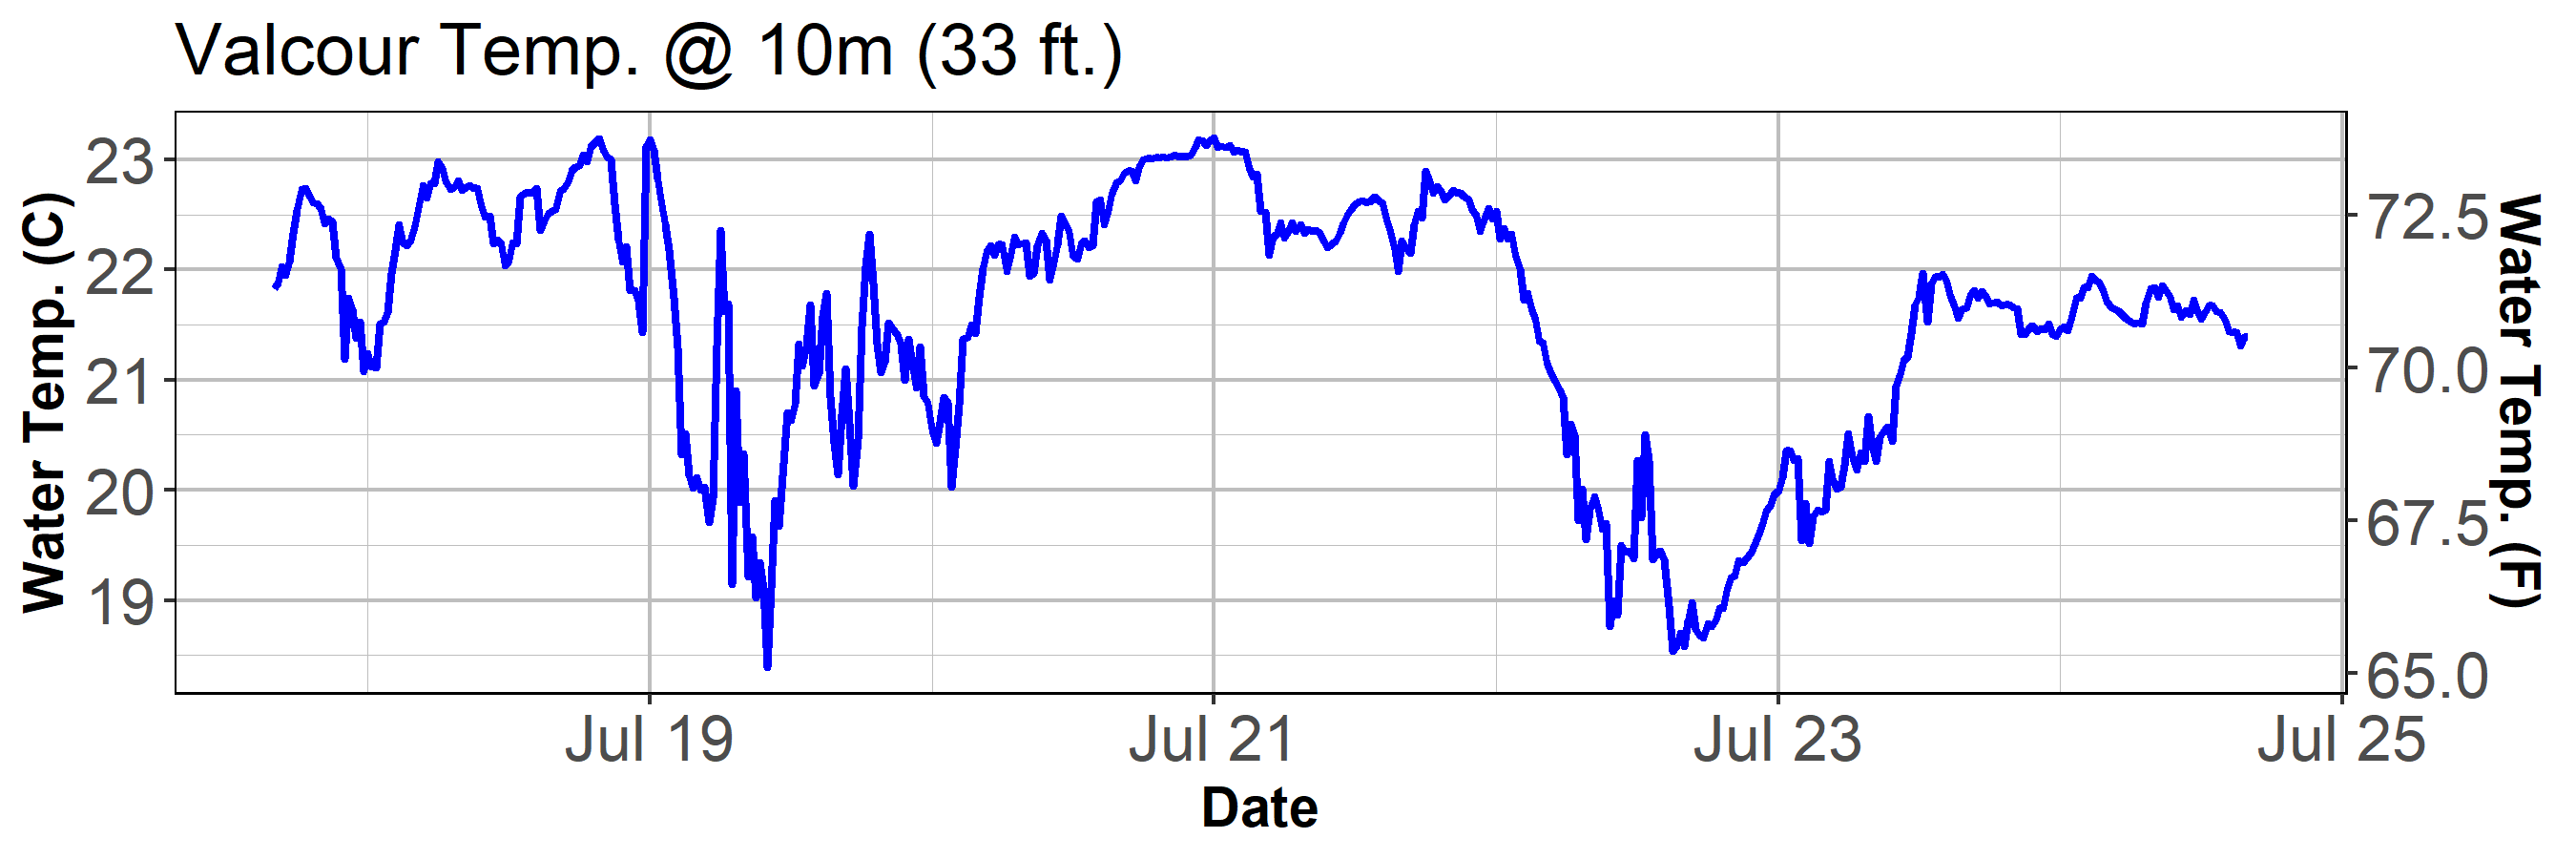 Valcour Temp. @ 10m (33 ft.)
Water Temp. (C)
23
22
21
20
19
72.5
70.0
67.5
65.0
Water Temp. (F)
Jul 19 Jul 21 Jul 23 Jul 25
Date